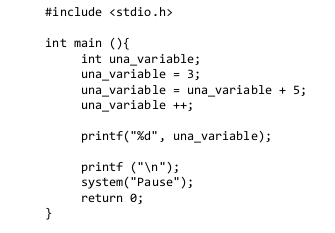 #include <stdio.h>
int main (){
int una_variable;
una_variable = 3;
una_variable = una_variable + 5;
una_variable ++;
printf("%d", una_variable);
printf ("\n");
system("Pause");
return 0;
}